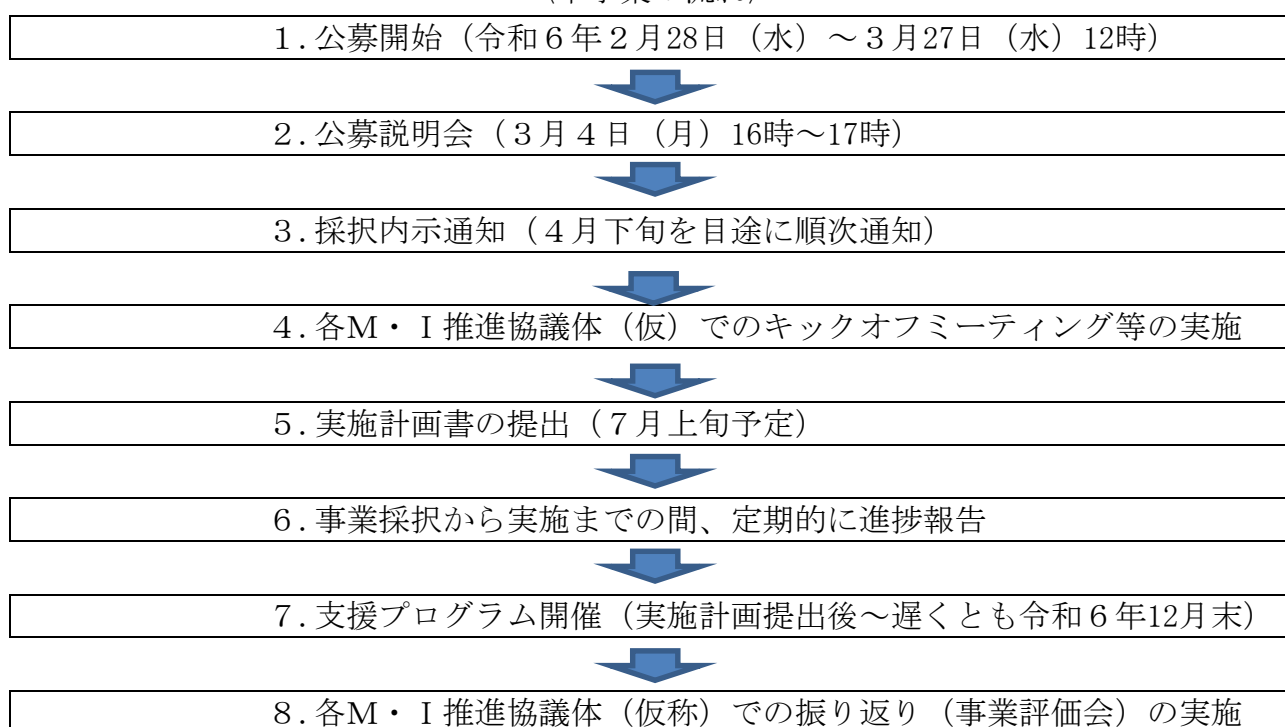 １.公募開始（令和６年２月28日（水）～３月27日（水）12時）
２.公募説明会（３月４日（月）16時～17時）
３.採択内示通知（４月下旬を目途に順次通知）
４.各Ｍ・Ｉ推進協議体（仮）でのキックオフミーティング等の実施
５.実施計画書の提出（７月上旬予定）
６.事業採択から実施までの間、定期的に進捗報告
７.支援プログラム開催（実施計画提出後～遅くとも令和６年12月末）
８.各Ｍ・Ｉ推進協議体（仮称）での振り返り（事業評価会）の実施